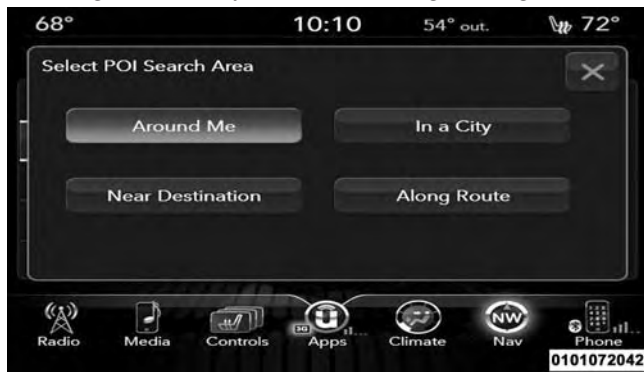 68° 10:10 54° out. 72°
Select POI Search Area
Around Me In a City
Near Destination Along Route
NW
3G
Radio Media Controls Apps Climate Nav Phone
0101072042